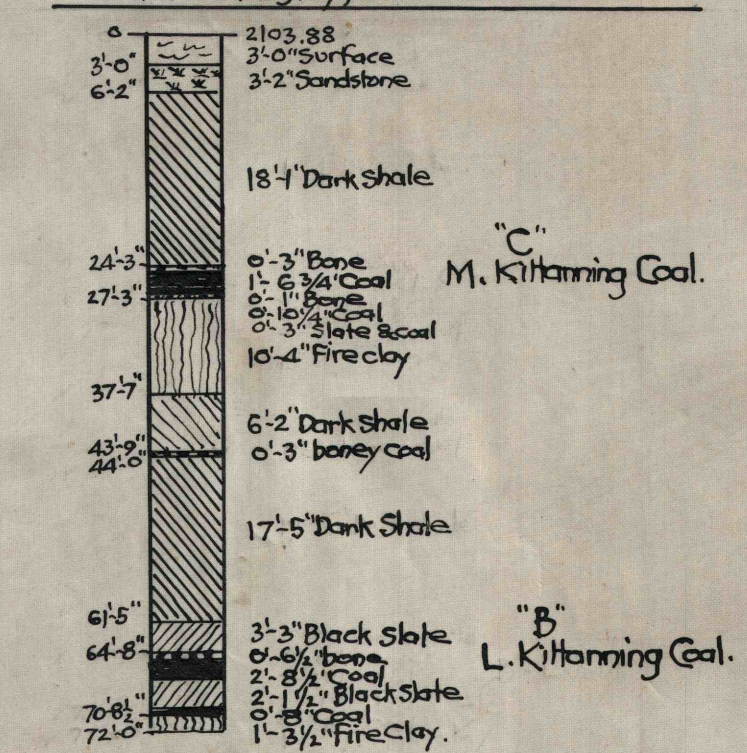 0 2103.88
3'-0" Surface
3'-0"
3'-2" Sandstone
6'-2"
18'-1" Dark Shale
"C"
M. Kittanning Coal.
24'-3"
0'-3" Bone
1'-6 3/4" Coal
27'-3"
0'-1" Bone
0'-10 1/4" Coal
0'-3" Slate & coal
10'-4" Fire clay
37'-7"
6'-2" Dark Shale
43'-9"
0'-3" boney coal
44'-0"
17'-5" Dark Shale
61'-5"
"B"
L. Kittanning Coal.
3'-3" Black Slate
64'-8"
0'-6 1/2" bone
2'-8 1/2" Coal
2'-1 1/2" Black Slate
70'-8 1/2"
0'-8" Coal
72'-0"
1'-3 1/2" Fire Clay.